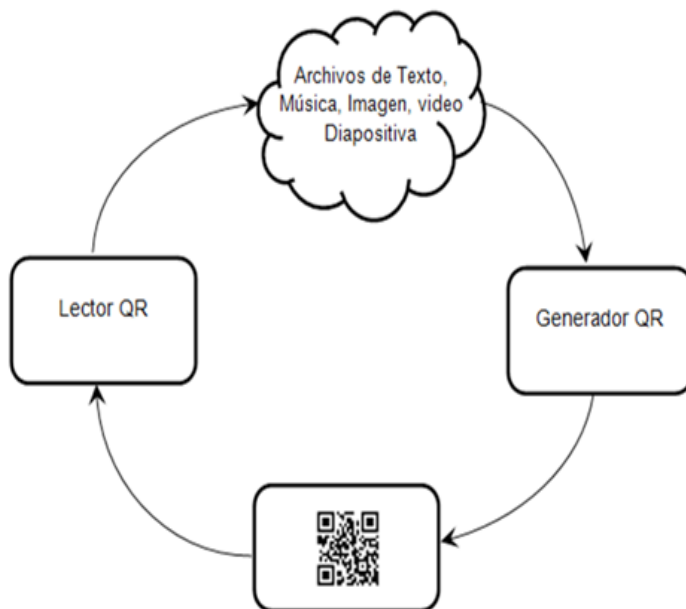 Archivos de Texto,
Música, Imagen, video
Diapositiva
Lector QR
Generador QR